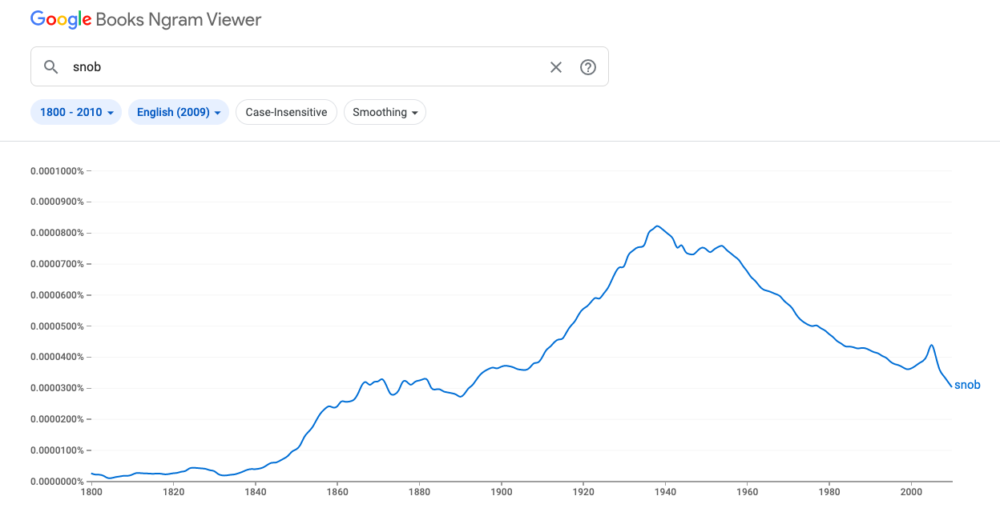 Google Books Ngram Viewer
snob
1800 - 2010 English (2009) Case-Insensitive Smoothing
0.0001000%
0.0000900%
0.0000800%
0.0000700%
0.0000600%
0.0000500%
0.0000400%
0.0000300%
snob
0.0000200%
0.0000100%
0.0000000%
1800 1820 1840 1860 1880 1900 1920 1940 1960 1980 2000